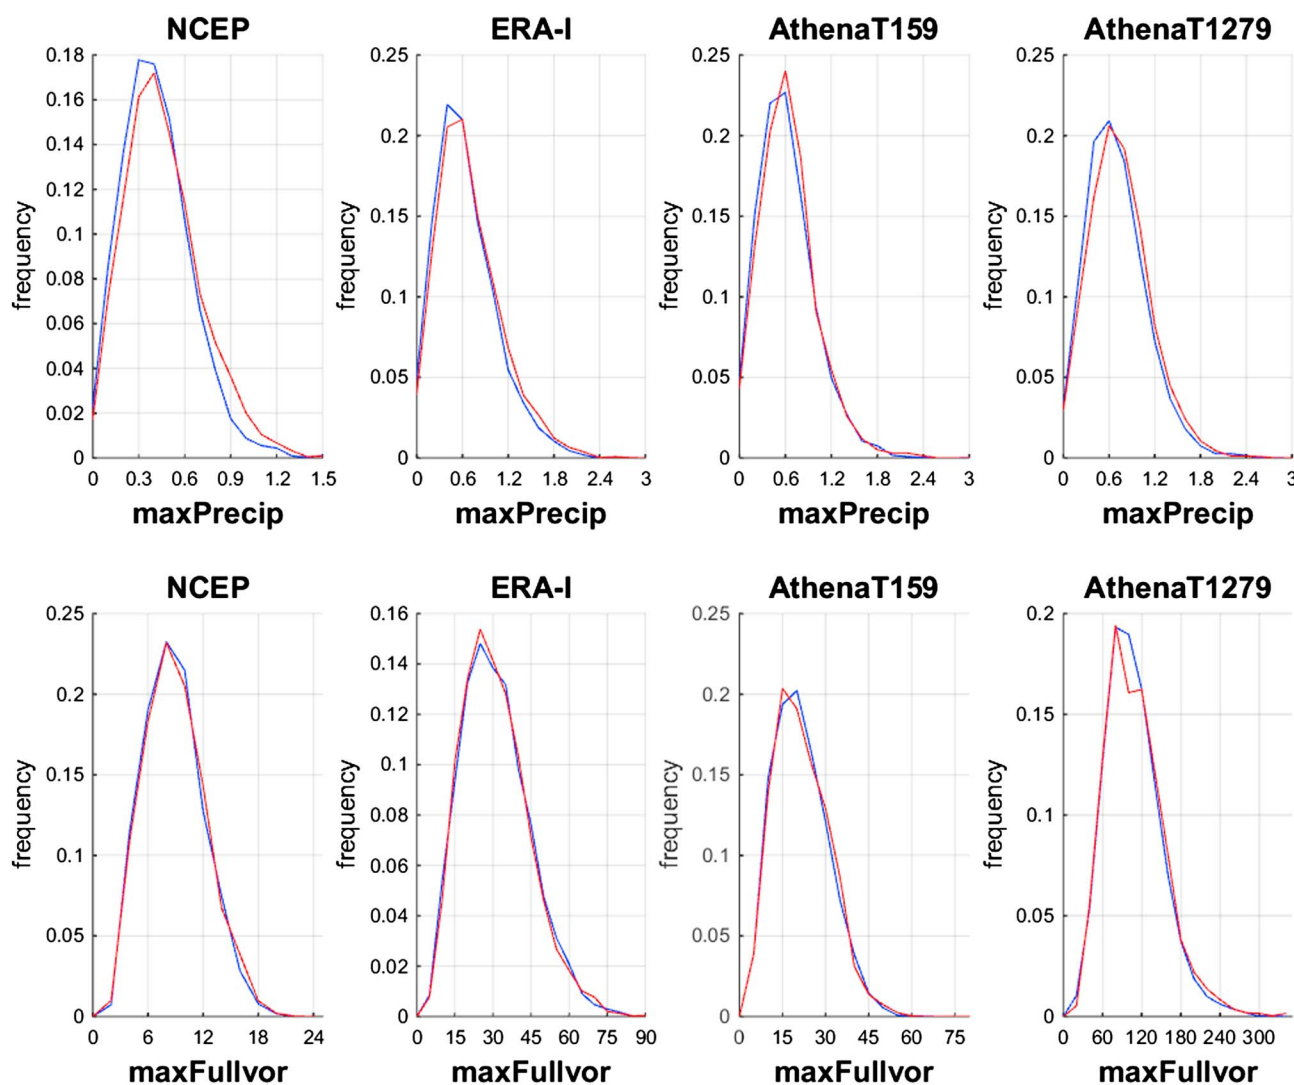 NCEP ERA-I AthenaT159 AthenaT1279
0.18 0.25 0.25 0.25
0.16
0.14 0.2 0.2 0.2
0.12
0.1 0.15 0.15 0.15
frequency frequency frequency frequency
0.08 0.1 0.1 0.1
0.06
0.04 0.05 0.05 0.05
0.02
0 0 0 0
0 0.3 0.6 0.9 1.2 1.5 0 0.6 1.2 1.8 2.4 3 0 0.6 1.2 1.8 2.4 3 0 0.6 1.2 1.8 2.4 3
maxPrecip maxPrecip maxPrecip maxPrecip
NCEP ERA-I AthenaT159 AthenaT1279
0.25 0.16 0.25 0.2
0.14
0.2 0.12 0.2 0.15
0.15 0.1 0.15
frequency frequency frequency frequency
0.08 0.1
0.1 0.06 0.1
0.05 0.04 0.05 0.05
0.02
0 0 0 0
0 6 12 18 24 0 15 30 45 60 75 90 0 15 30 45 60 75 0 60 120 180 240 300
maxFullvor maxFullvor maxFullvor maxFullvor